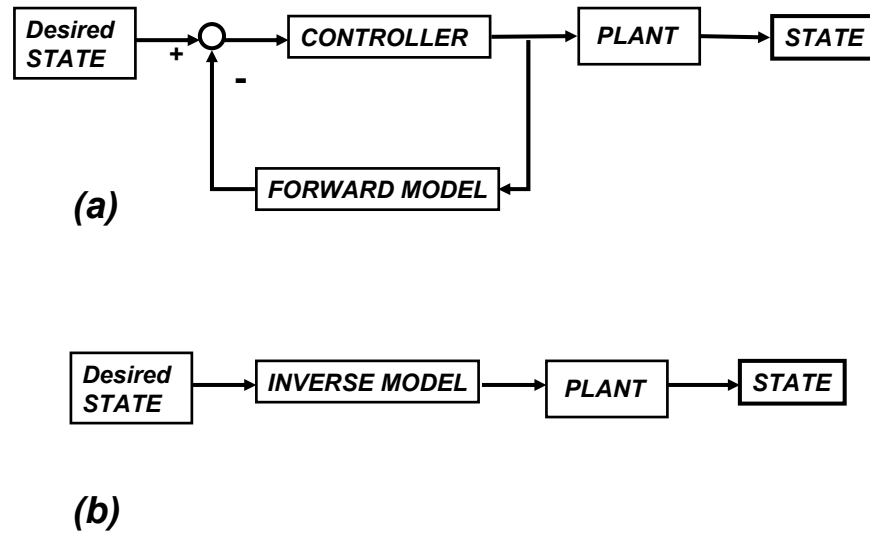 Desired
STATE
+
-
CONTROLLER
PLANT
STATE
FORWARD MODEL
(a)
Desired
STATE
INVERSE MODEL
PLANT
STATE
(b)